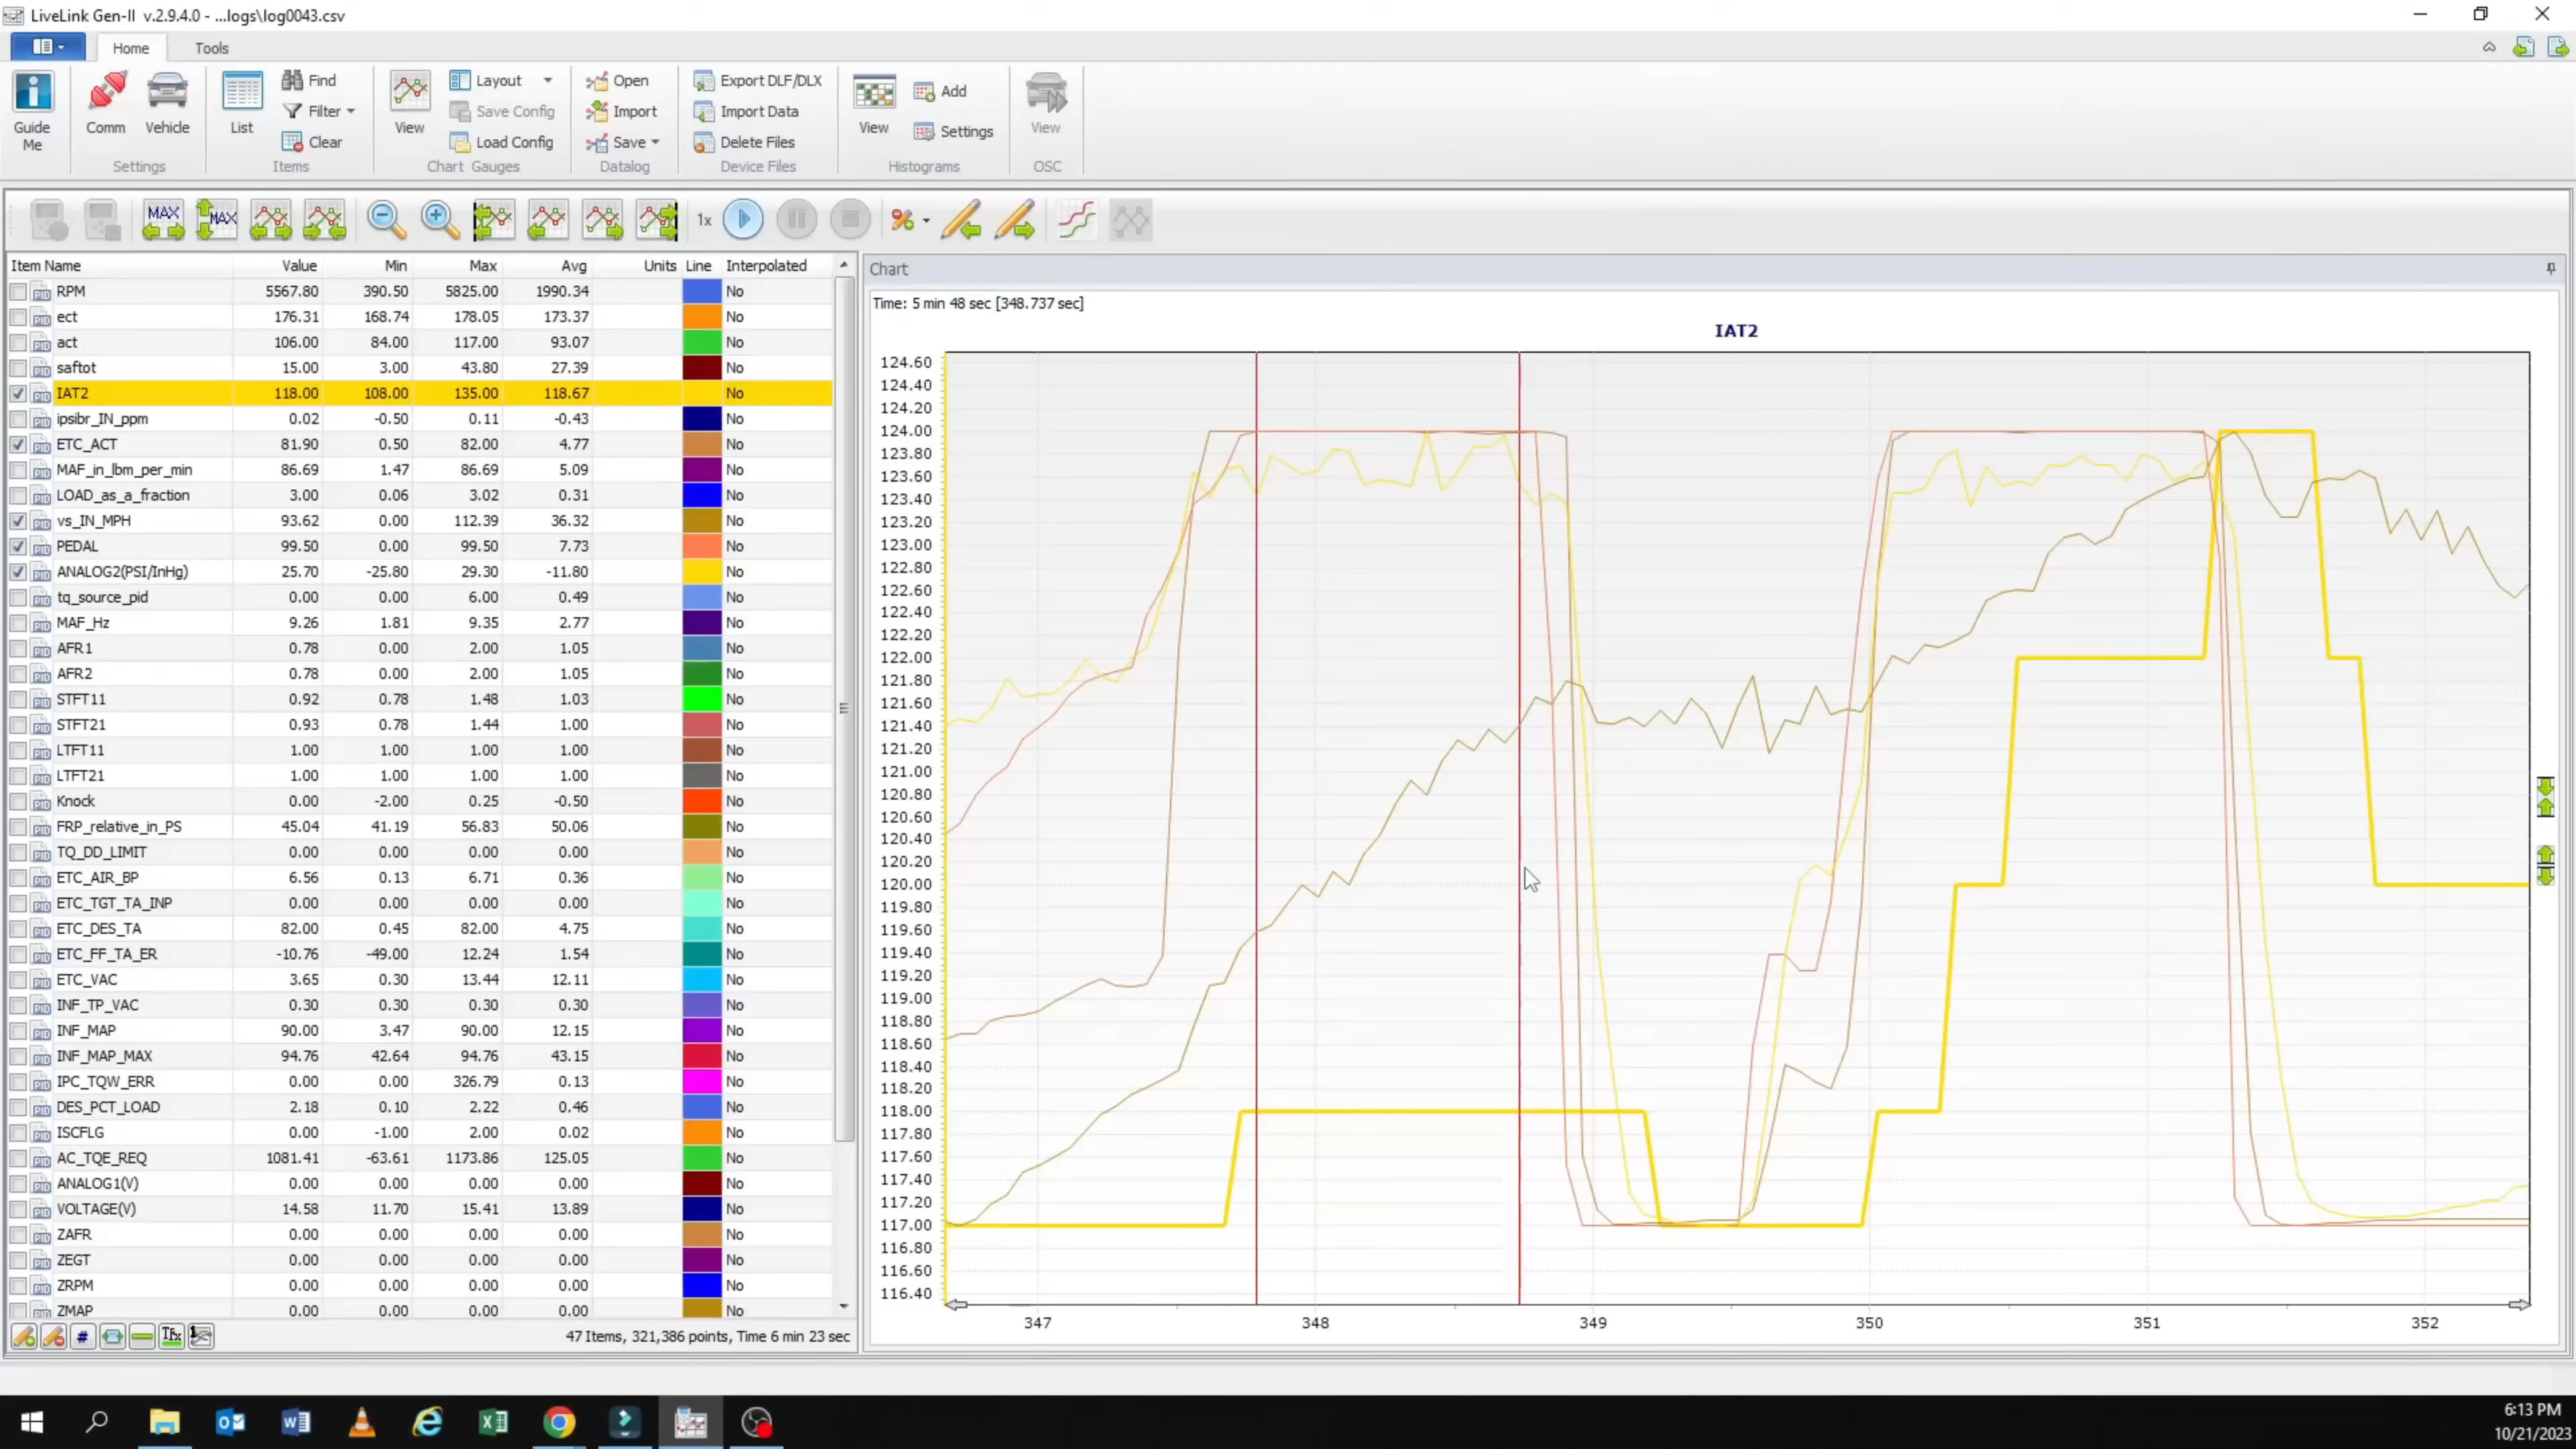 LiveLink Gen-II  v.2.9.4.0 - ...logs\log0043.csv
Home Tools
Guide Me
Comm Vehicle
Settings
List Find Filter Clear
Items
View Layout Save Config Load Config
Chart Gauges
Open Import Save
Datalog
Export DLF/DLX Import Data Delete Files
Device Files
View Add Settings
Histograms
View
OSC
MAX MAX 1x
Item Name Value Min Max Avg Units Line Interpolated
RPM 5567.80 390.50 5825.00 1990.34 No
ect 176.31 168.74 178.05 173.37 No
act 106.00 84.00 117.00 93.07 No
saftot 15.00 3.00 43.80 27.39 No
IAT2 118.00 108.00 135.00 118.67 No
ipsibr_IN_ppm 0.02 -0.50 0.11 -0.43 No
ETC_ACT 81.90 0.50 82.00 4.77 No
MAF_in_lbm_per_min 86.69 1.47 86.69 5.09 No
LOAD_as_a_fraction 3.00 0.06 3.02 0.31 No
vs_IN_MPH 93.62 0.00 112.39 36.32 No
PEDAL 99.50 0.00 99.50 7.73 No
ANALOG2(PSI/InHg) 25.70 -25.80 29.30 -11.80 No
tq_source_pid 0.00 0.00 6.00 0.49 No
MAF_Hz 9.26 1.81 9.35 2.77 No
AFR1 0.78 0.00 2.00 1.05 No
AFR2 0.78 0.00 2.00 1.05 No
STFT11 0.92 0.78 1.48 1.03 No
STFT21 0.93 0.78 1.44 1.00 No
LTFT11 1.00 1.00 1.00 1.00 No
LTFT21 1.00 1.00 1.00 1.00 No
Knock 0.00 -2.00 0.25 -0.50 No
FRP_relative_in_PS 45.04 41.19 56.83 50.06 No
TQ_DD_LIMIT 0.00 0.00 0.00 0.00 No
ETC_AIR_BP 6.56 0.13 6.71 0.36 No
ETC_TGT_TA_INP 0.00 0.00 0.00 0.00 No
ETC_DES_TA 82.00 0.45 82.00 4.75 No
ETC_FF_TA_ER -10.76 -49.00 12.24 1.54 No
ETC_VAC 3.65 0.30 13.44 12.11 No
INF_TP_VAC 0.30 0.30 0.30 0.30 No
INF_MAP 90.00 3.47 90.00 12.15 No
INF_MAP_MAX 94.76 42.64 94.76 43.15 No
IPC_TQW_ERR 0.00 0.00 326.79 0.13 No
DES_PCT_LOAD 2.18 0.10 2.22 0.46 No
ISCFLG 0.00 -1.00 2.00 0.02 No
AC_TQE_REQ 1081.41 -63.61 1173.86 125.05 No
ANALOG1(V) 0.00 0.00 0.00 0.00 No
VOLTAGE(V) 14.58 11.70 15.41 13.89 No
ZAFR 0.00 0.00 0.00 0.00 No
ZEGT 0.00 0.00 0.00 0.00 No
ZRPM 0.00 0.00 0.00 0.00 No
ZMAP 0.00 0.00 0.00 0.00 No
47 Items, 321,386 points, Time 6 min 23 sec
Chart
Time: 5 min 48 sec [348.737 sec]
IAT2
124.60
124.40
124.20
124.00
123.80
123.60
123.40
123.20
123.00
122.80
122.60
122.40
122.20
122.00
121.80
121.60
121.40
121.20
121.00
120.80
120.60
120.40
120.20
120.00
119.80
119.60
119.40
119.20
119.00
118.80
118.60
118.40
118.20
118.00
117.80
117.60
117.40
117.20
117.00
116.80
116.60
116.40
347 348 349 350 351 352
6:13 PM
10/21/2023